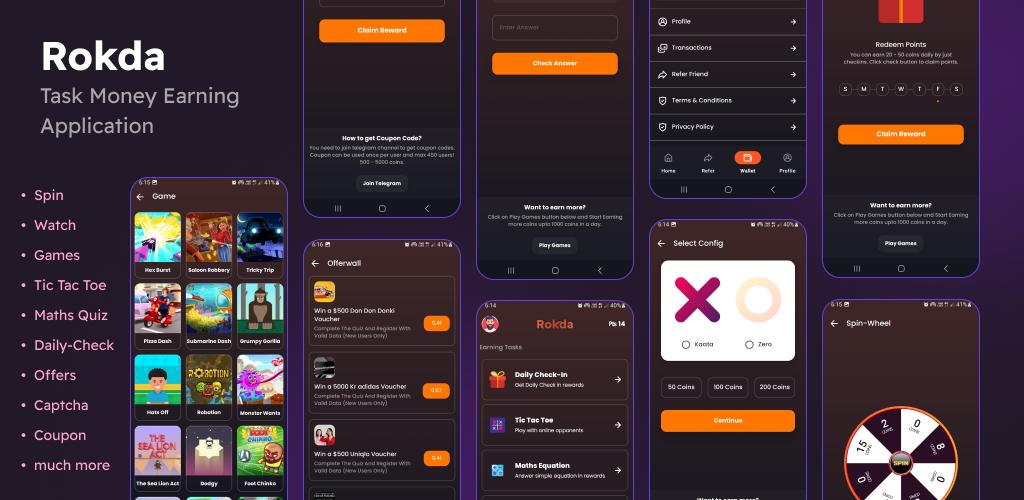 Rokda
Task Money Earning
Application
• Spin
• Watch
• Games
• Tic Tac Toe
• Maths Quiz
• Daily-Check
• Offers
• Captcha
• Coupon
• much more
6:15
41%
Game
Hex Burst
Saloon Robbery
Tricky Trip
Pizza Dash
Submarine Dash
Grumpy Gorilla
Hats Off
ROBOTION
Robotion
Monster Wants
THE SEA LION ACT
The Sea Lion Act
Dodgy
FOOT CHINKO
Foot Chinko
Claim Reward
How to get Coupon Code?
You need to join telegram channel to get coupon codes.
Coupon can be used once per user and max 450 users!
500 - 5000 coins.
Join Telegram
6:16
41%
Offerwall
Win a $500 Don Don Donki
Voucher
Complete The Quiz And Register With
Valid Data (New Users Only)
0.41
Win a 5000 Kr adidas Voucher
Complete The Quiz And Register With
Valid Data (New Users Only)
0.57
Win a $500 Uniqlo Voucher
Complete The Quiz And Register With
Valid Data (New Users Only)
0.41
Enter Answer
Check Answer
Want to earn more?
Click on Play Games button below and Start Earning
more coins upto 1000 coins in a day.
Play Games
6:14
40%
Rokda
₨ 14
Earning Tasks
Daily Check-In
Get Daily Check In rewards
Tic Tac Toe
Play with online opponents
Maths Equation
Answer simple equation in rewards
Profile
Transactions
Refer Friend
Terms & Conditions
Privacy Policy
Home
Refer
Wallet
Profile
6:14
40%
Select Config
Kaata
Zero
50 Coins
100 Coins
200 Coins
Continue
Want to earn more?
Redeem Points
You can earn 20 - 50 coins daily by just
checkins. Click check button to claim points.
S M T W T F S
Claim Reward
Want to earn more?
Click on Play Games button below and Start Earning
more coins upto 1000 coins in a day.
Play Games
6:15
41%
Spin-Wheel
2 COINS
0 COINS
15 COINS
8 COINS
SPIN
0
0